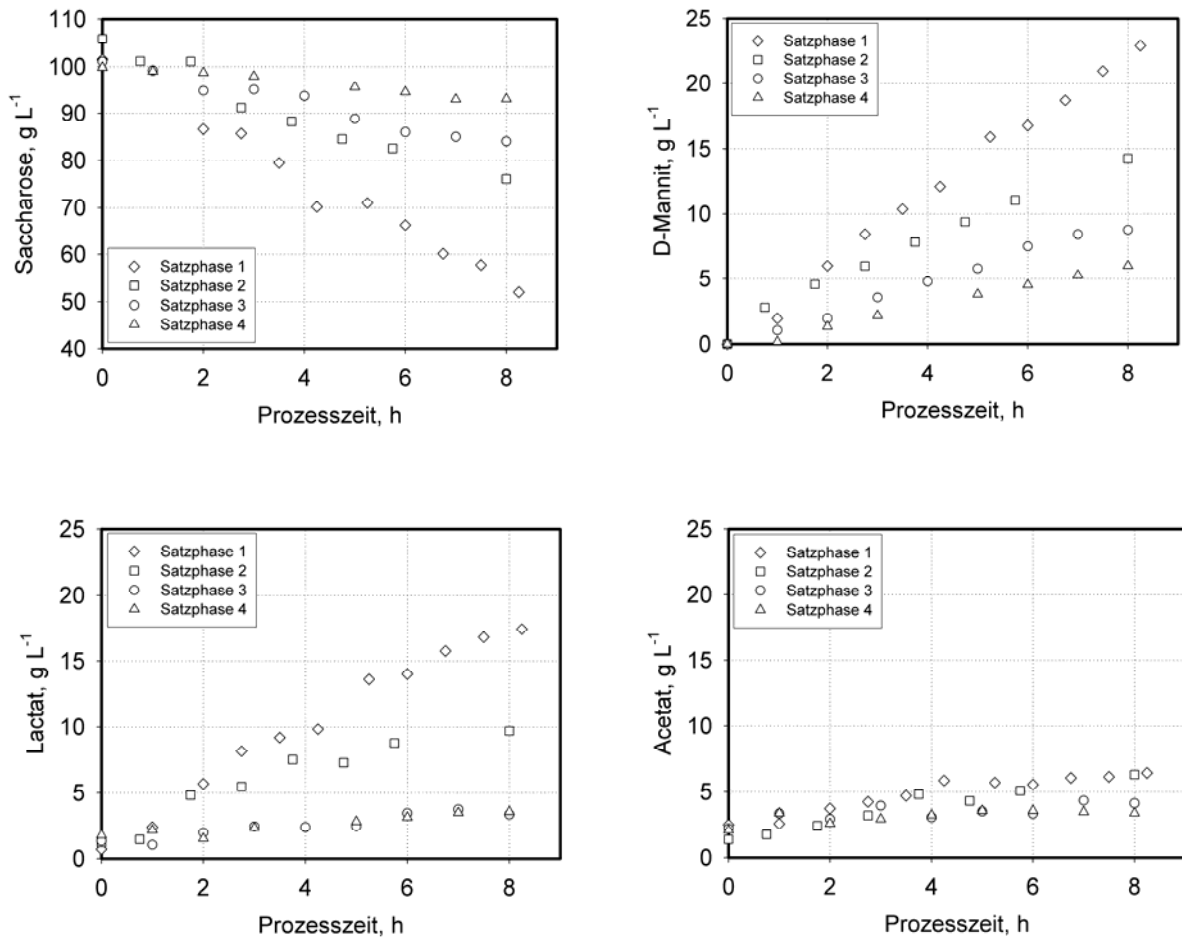 Saccharose, g L⁻¹
110
100
90
80
70
60
50
40
Satzphase 1
Satzphase 2
Satzphase 3
Satzphase 4
0 2 4 6 8
Prozesszeit, h
D-Mannit, g L⁻¹
25
20
15
10
5
0
Satzphase 1
Satzphase 2
Satzphase 3
Satzphase 4
0 2 4 6 8
Prozesszeit, h
Lactat, g L⁻¹
25
20
15
10
5
0
Satzphase 1
Satzphase 2
Satzphase 3
Satzphase 4
0 2 4 6 8
Prozesszeit, h
Acetat, g L⁻¹
25
20
15
10
5
0
Satzphase 1
Satzphase 2
Satzphase 3
Satzphase 4
0 2 4 6 8
Prozesszeit, h